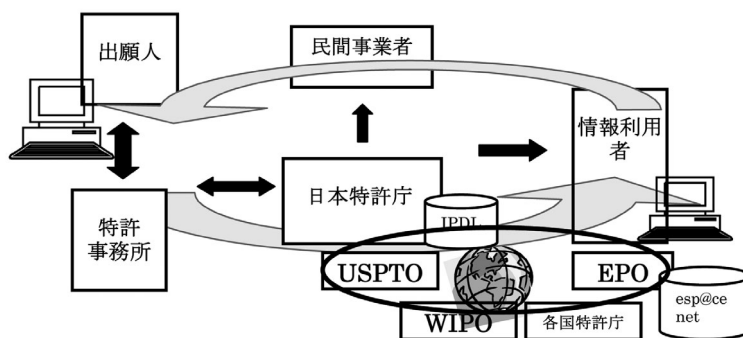 出願人
民間事業者
情報利用
者
日本特許庁
IPDL
特許
事務所
USPTO
EPO
esp@ce
net
WIPO
各国特許庁